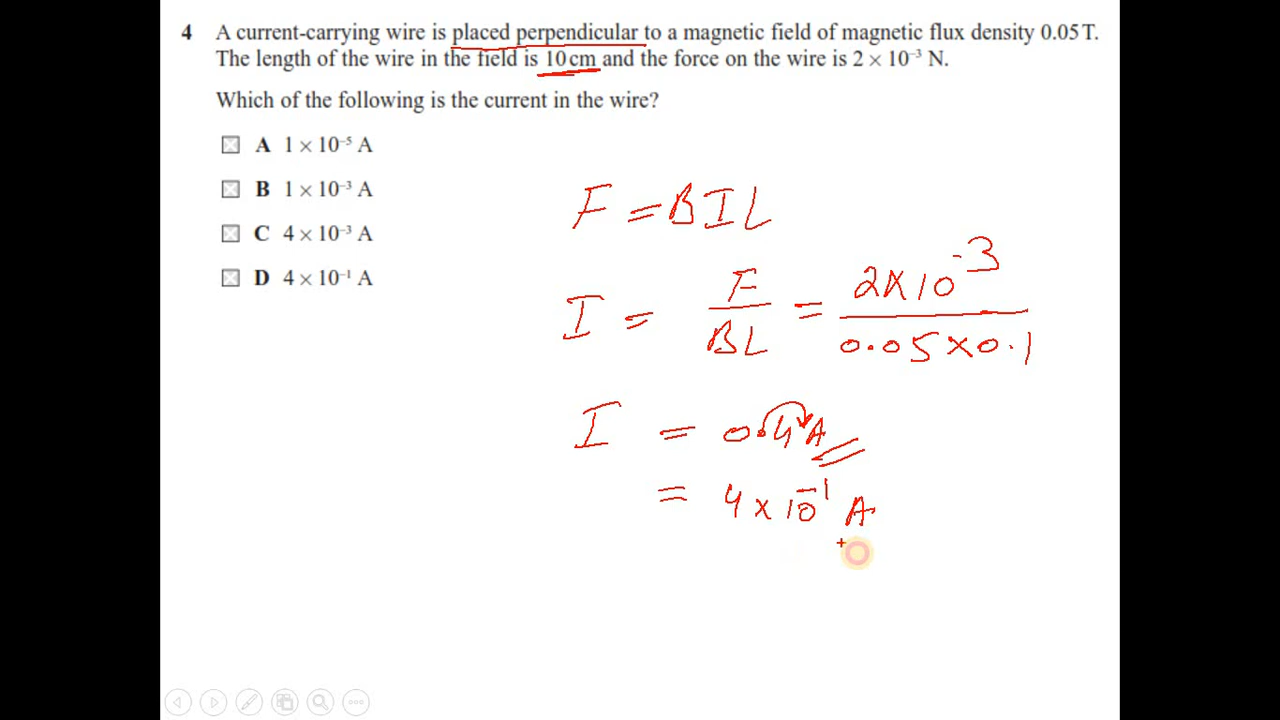 4 A current-carrying wire is placed perpendicular to a magnetic field of magnetic flux density 0.05 T.
The length of the wire in the field is 10 cm and the force on the wire is 2 × 10⁻³ N.
Which of the following is the current in the wire?
A 1 × 10⁻⁵ A
B 1 × 10⁻³ A
C 4 × 10⁻³ A
D 4 × 10⁻¹ A
F = BIL
I = F/BL = 2×10⁻³/0.05×0.1
I = 0.4 A
= 4 × 10⁻¹ A